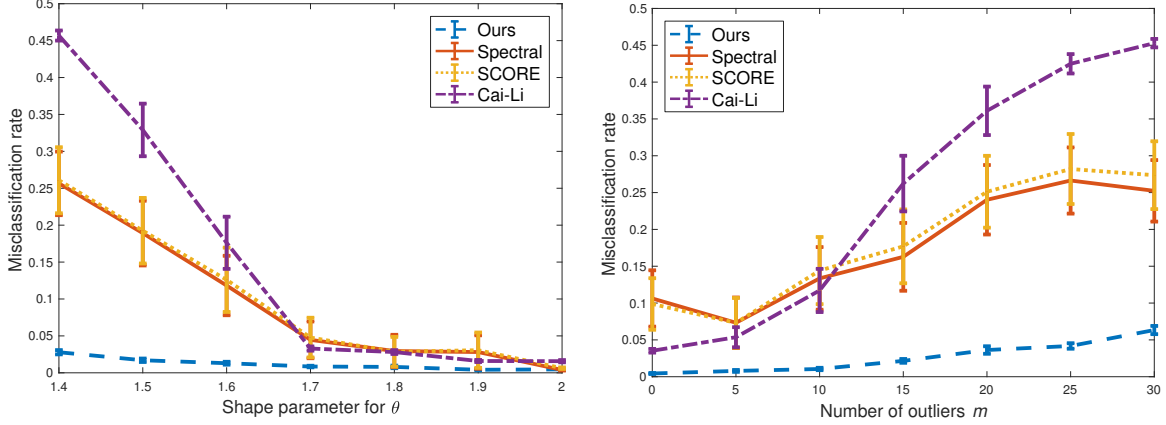 Misclassification rate
0.5
0.45
0.4
0.35
0.3
0.25
0.2
0.15
0.1
0.05
0
Ours
Spectral
SCORE
Cai-Li
1.4 1.5 1.6 1.7 1.8 1.9 2
Shape parameter for θ
Misclassification rate
0.5
0.45
0.4
0.35
0.3
0.25
0.2
0.15
0.1
0.05
0
Ours
Spectral
SCORE
Cai-Li
0 5 10 15 20 25 30
Number of outliers m